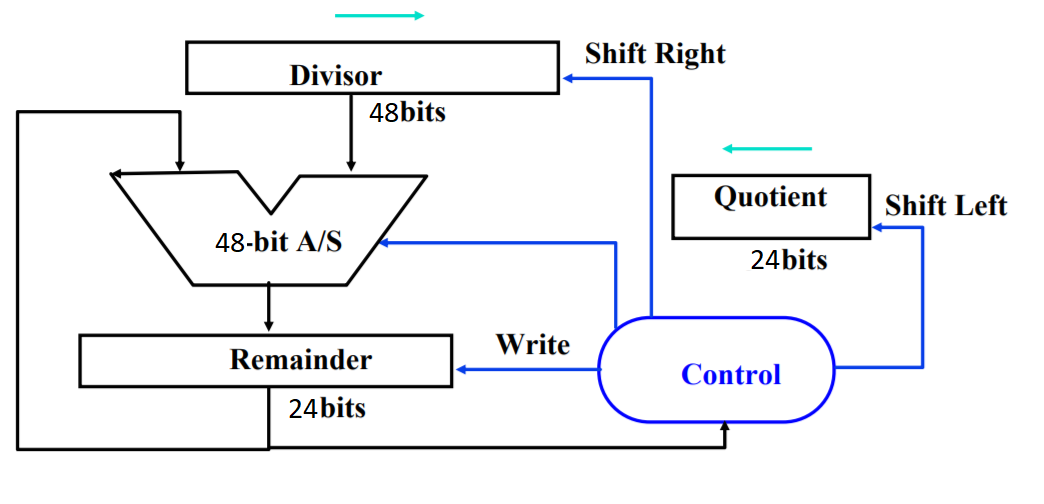 Shift Right
Divisor
48bits
Quotient
Shift Left
48-bit A/S
24bits
Write
Remainder
Control
24bits